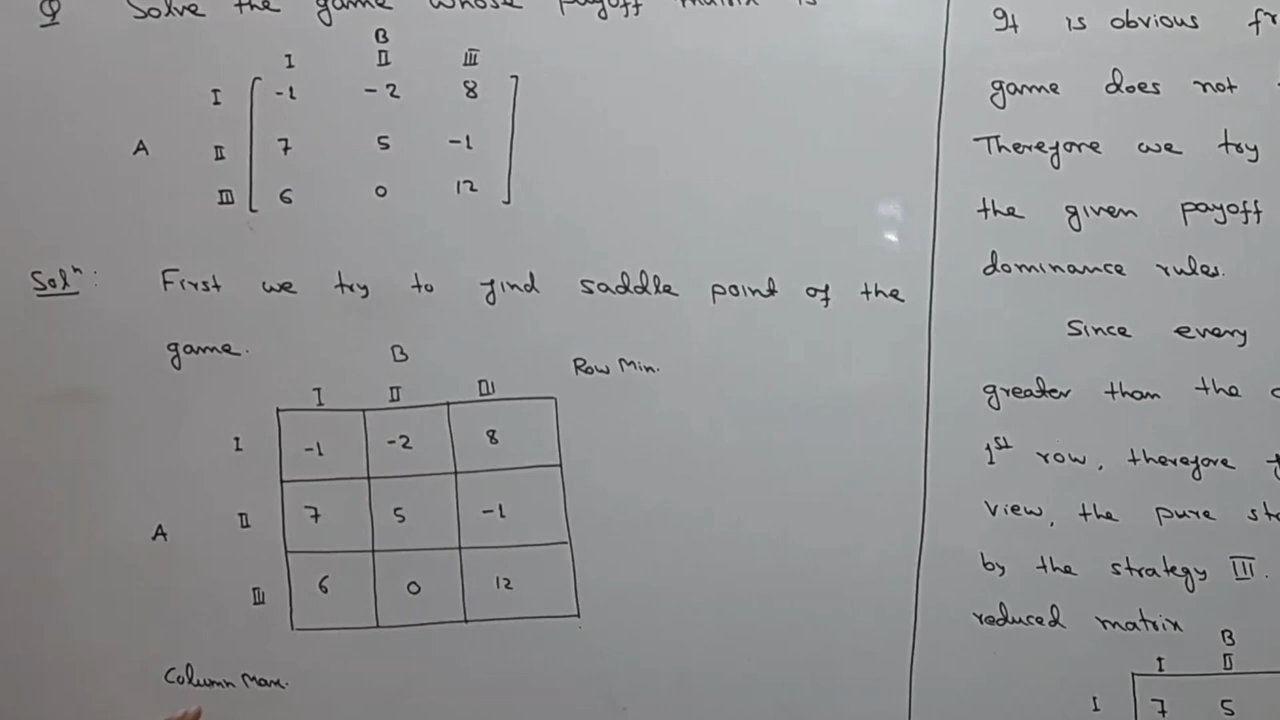 Q Solve the game whose payoff matrix is
B
I II III
I -1 -2 8
A II 7 5 -1
III 6 0 12
Solⁿ: First we try to find saddle point of the
game.
B Row Min.
I II III
I -1 -2 8
II 7 5 -1
A
III 6 0 12
Column Max.
It is obvious
game does not
Therefore we try
the given payoff
dominance rules.
Since every
greater than the
1st row, therefore
view, the pure
by the strategy III.
reduced matrix
B
I II
I 7 5